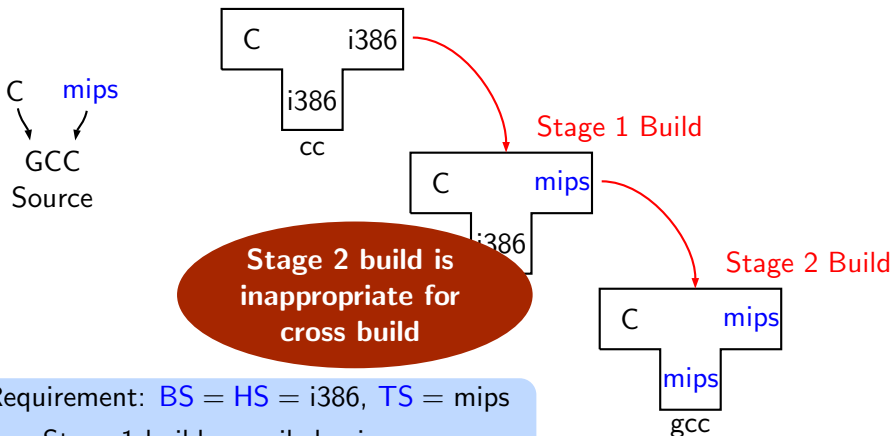 C i386
i386
cc
C mips
GCC
Source
Stage 1 Build
C mips
i386
Stage 2 build is
inappropriate for
cross build
Stage 2 Build
C mips
mips
gcc
Requirement: BS = HS = i386, TS = mips